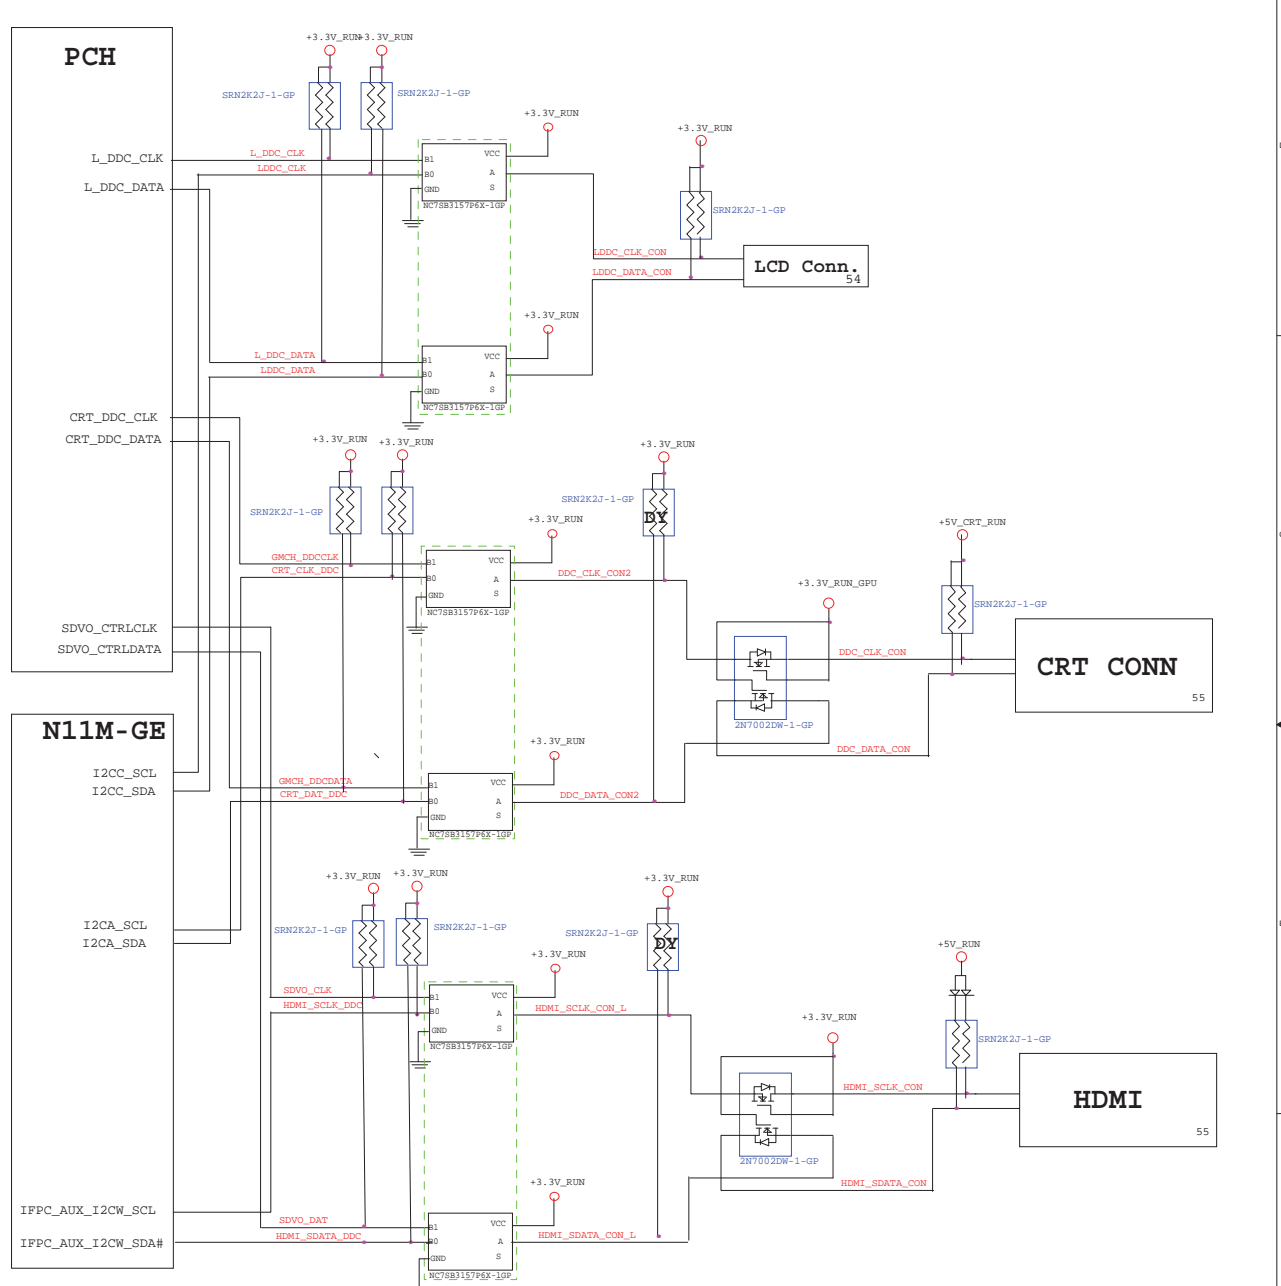 PCH
+3.3V_RUN
+3.3V_RUN
SRN2K2J-1-GP
SRN2K2J-1-GP
+3.3V_RUN
+3.3V_RUN
L_DDC_CLK
L_DDC_CLK
LDDC_CLK
B1
B0
GND
VCC
A
S
NC7SB3157P6X-1GP
L_DDC_DATA
SRN2K2J-1-GP
LDDC_CLK_CON
LDDC_DATA_CON
LCD Conn.
54
+3.3V_RUN
L_DDC_DATA
LDDC_DATA
B1
B0
GND
VCC
A
S
NC7SB3157P6X-1GP
CRT_DDC_CLK
CRT_DDC_DATA
+3.3V_RUN
+3.3V_RUN
+3.3V_RUN
SRN2K2J-1-GP
SRN2K2J-1-GP
DY
+3.3V_RUN
+5V_CRT_RUN
GMCH_DDCCLK
CRT_CLK_DDC
B1
B0
GND
VCC
A
S
NC7SB3157P6X-1GP
DDC_CLK_CON2
+3.3V_RUN_GPU
SRN2K2J-1-GP
SDVO_CTRLCLK
SDVO_CTRLDATA
DDC_CLK_CON
CRT CONN
55
2N7002DW-1-GP
DDC_DATA_CON
N11M-GE
+3.3V_RUN
I2CC_SCL
I2CC_SDA
GMCH_DDCDATA
CRT_DAT_DDC
B1
B0
GND
VCC
A
S
NC7SB3157P6X-1GP
DDC_DATA_CON2
+3.3V_RUN
+3.3V_RUN
+3.3V_RUN
I2CA_SCL
I2CA_SDA
SRN2K2J-1-GP
SRN2K2J-1-GP
SRN2K2J-1-GP
DY
+3.3V_RUN
+5V_RUN
SDVO_CLK
HDMI_SCLK_DDC
B1
B0
GND
VCC
A
S
NC7SB3157P6X-1GP
HDMI_SCLK_CON_L
+3.3V_RUN
SRN2K2J-1-GP
HDMI_SCLK_CON
HDMI
55
2N7002DW-1-GP
HDMI_SDATA_CON
+3.3V_RUN
IFPC_AUX_I2CW_SCL
IFPC_AUX_I2CW_SDA#
SDVO_DAT
HDMI_SDATA_DDC
B1
B0
GND
VCC
A
S
NC7SB3157P6X-1GP
HDMI_SDATA_CON_L